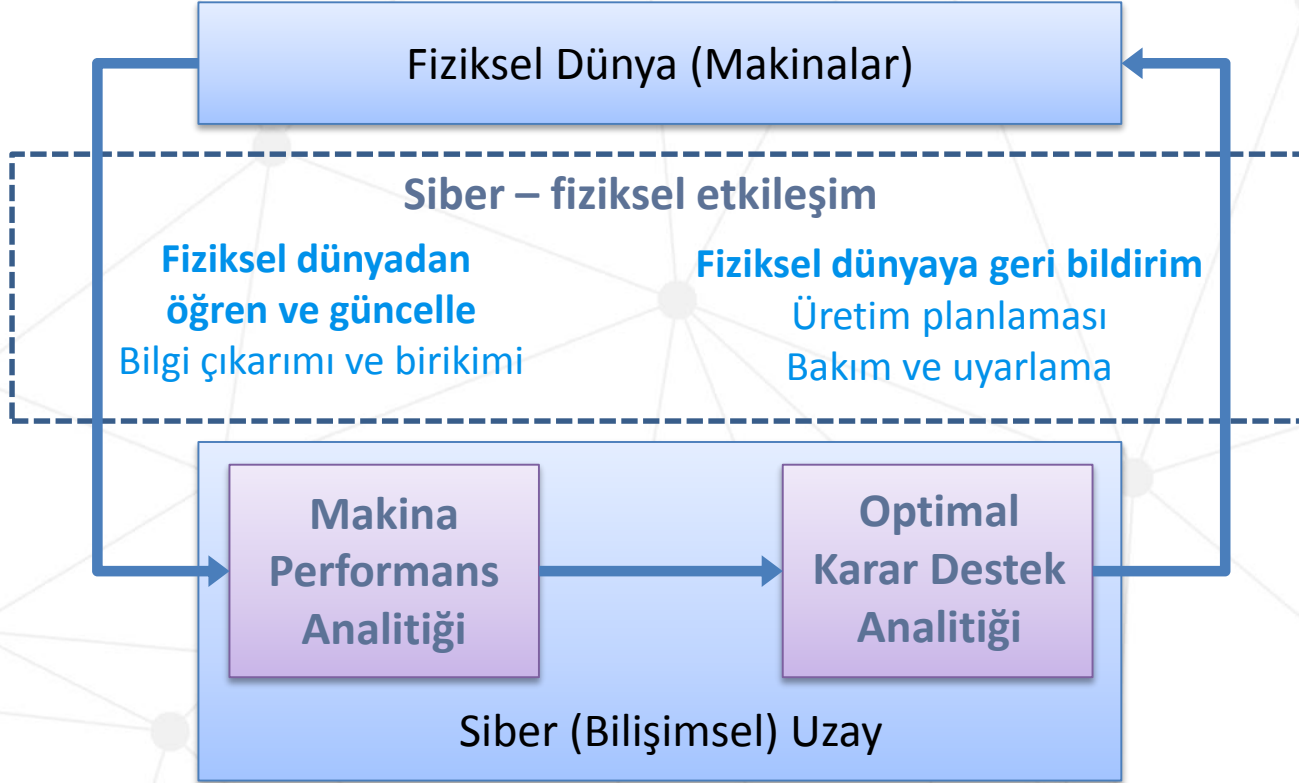 Fiziksel Dünya (Makinalar)
Siber – fiziksel etkileşim
Fiziksel dünyadan
öğren ve güncelle
Bilgi çıkarımı ve birikimi
Fiziksel dünyaya geri bildirim
Üretim planlaması
Bakım ve uyarlama
Makina
Performans
Analitiği
Optimal
Karar Destek
Analitiği
Siber (Bilişimsel) Uzay